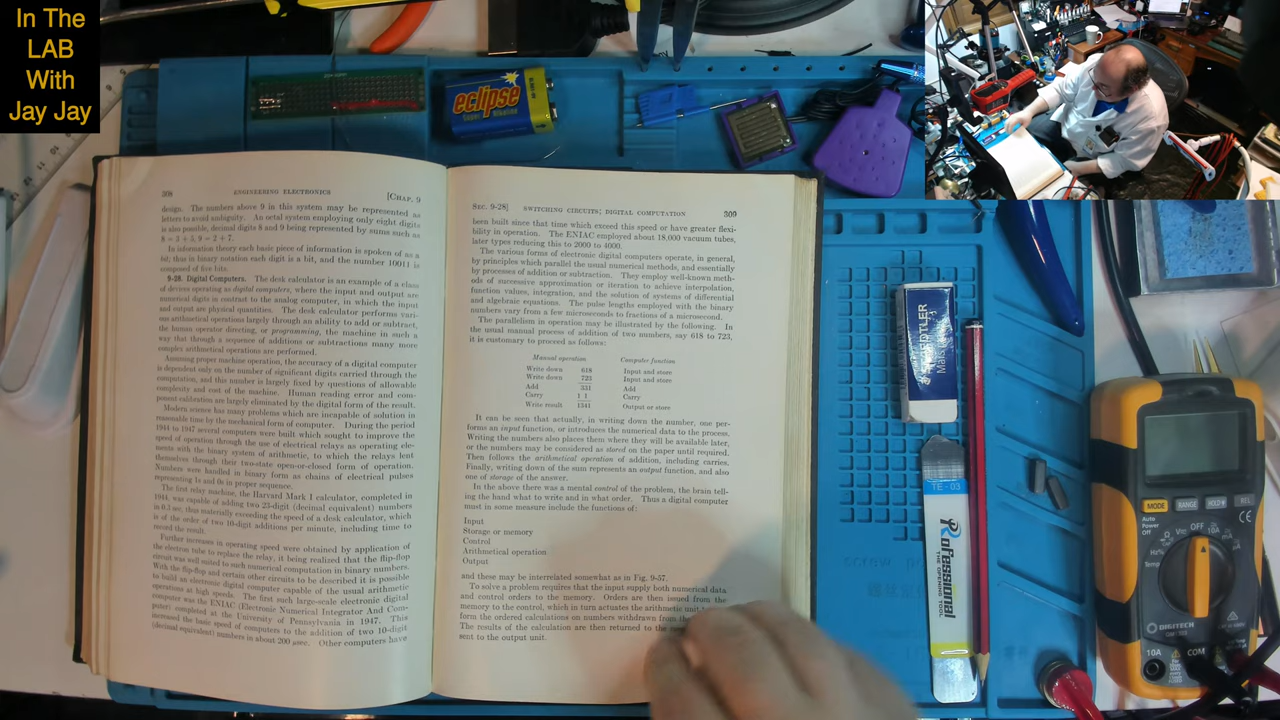 In The
LAB
With
Jay Jay
eclipse
Super Alkaline
308
ENGINEERING ELECTRONICS
[CHAP. 9
design. The numbers above 9 in this system may be represented as
letters to avoid ambiguity. An octal system employing only eight digits
is also possible, decimal digits 8 and 9 being represented by sums such as
8 = 3 + 5, 9 = 2 + 7.
In information theory each basic piece of information is spoken of as a
bit; thus in binary notation each digit is a bit, and the number 10011 is
composed of five bits.
9-28. Digital Computers. The desk calculator is an example of a class
of devices operating as digital computers, where the input and output are
numerical digits in contrast to the analog computer, in which the input
and output are physical quantities. The desk calculator performs vari-
ous arithmetical operations largely through an ability to add or subtract,
the human operator directing, or programing, the machine in such a
way that through a sequence of additions or subtractions many more
complex arithmetical operations are performed.
Assuming proper machine operation, the accuracy of a digital computer
is dependent only on the number of significant digits carried through the
computation, and this number is largely fixed by questions of allowable
complexity and cost of the machine. Human reading error and com-
ponent calibration are largely eliminated by the digital form of the result.
Modern science has many problems which are incapable of solution in
reasonable time by the mechanical form of computer. During the period
1944 to 1947 several computers were built which sought to improve the
speed of operation through the use of electrical relays as operating ele-
ments with the binary system of arithmetic, to which the relays lent
themselves through their two-state open-or-closed form of operation.
Numbers were handled in binary form as chains of electrical pulses
representing 1s and 0s in proper sequence.
The first relay machine, the Harvard Mark I calculator, completed in
1944, was capable of adding two 23-digit (decimal equivalent) numbers
in 0.3 sec, thus materially exceeding the speed of a desk calculator, which
is of the order of two 10-digit additions per minute, including time to
record the result.
Further increases in operating speed were obtained by application of
the electron tube to replace the relay, it being realized that the flip-flop
circuit was well suited to such numerical computation in binary numbers.
With the flip-flop and certain other circuits to be described it is possible
to build an electronic digital computer capable of the usual arithmetic
operations at high speeds. The first such large-scale electronic digital
computer was the ENIAC (Electronic Numerical Integrator And Com-
puter) completed at the University of Pennsylvania in 1947. This
increased the basic speed of computers to the addition of two 10-digit
(decimal equivalent) numbers in about 200 μsec. Other computers have
SEC. 9-28]
SWITCHING CIRCUITS; DIGITAL COMPUTATION
309
been built since that time which exceed this speed or have greater flexi-
bility in operation. The ENIAC employed about 18,000 vacuum tubes,
later types reducing this to 2000 to 4000.
The various forms of electronic digital computers operate, in general,
by principles which parallel the usual numerical methods, and essentially
by processes of addition or subtraction. They employ well-known meth-
ods of successive approximation or iteration to achieve interpolation,
function values, integration, and the solution of systems of differential
and algebraic equations. The pulse lengths employed with the binary
numbers vary from a few microseconds to fractions of a microsecond.
The parallelism in operation may be illustrated by the following. In
the usual manual process of addition of two numbers, say 618 to 723,
it is customary to proceed as follows:
Manual operation Computer function
Write down 618 Input and store
Write down 723 Input and store
Add 331 Add
Carry 1 1 Carry
Write result 1341 Output or store
It can be seen that actually, in writing down the number, one per-
forms an input function, or introduces the numerical data to the process.
Writing the numbers also places them where they will be available later,
or the numbers may be considered as stored on the paper until required.
Then follows the arithmetical operation of addition, including carries.
Finally, writing down of the sum represents an output function, and also
one of storage of the answer.
In the above there was a mental control of the problem, the brain tell-
ing the hand what to write and in what order. Thus a digital computer
must in some measure include the functions of:
Input
Storage or memory
Control
Arithmetical operation
Output
and these may be interrelated somewhat as in Fig. 9-57.
To solve a problem requires that the input supply both numerical data
and control orders to the memory. Orders are then issued from the
memory to the control, which in turn actuates the arithmetic unit
form the ordered calculations on numbers withdrawn from the
The results of the calculation are then returned to the
sent to the output unit.
STAEDTLER
Mars
TE-03
Professional
THE OPENING TOOL
MODE
RANGE
HOLD
REL
Auto
Power
Off
OFF
10A
Hz%
Temp
DIGITECH
10A
COM